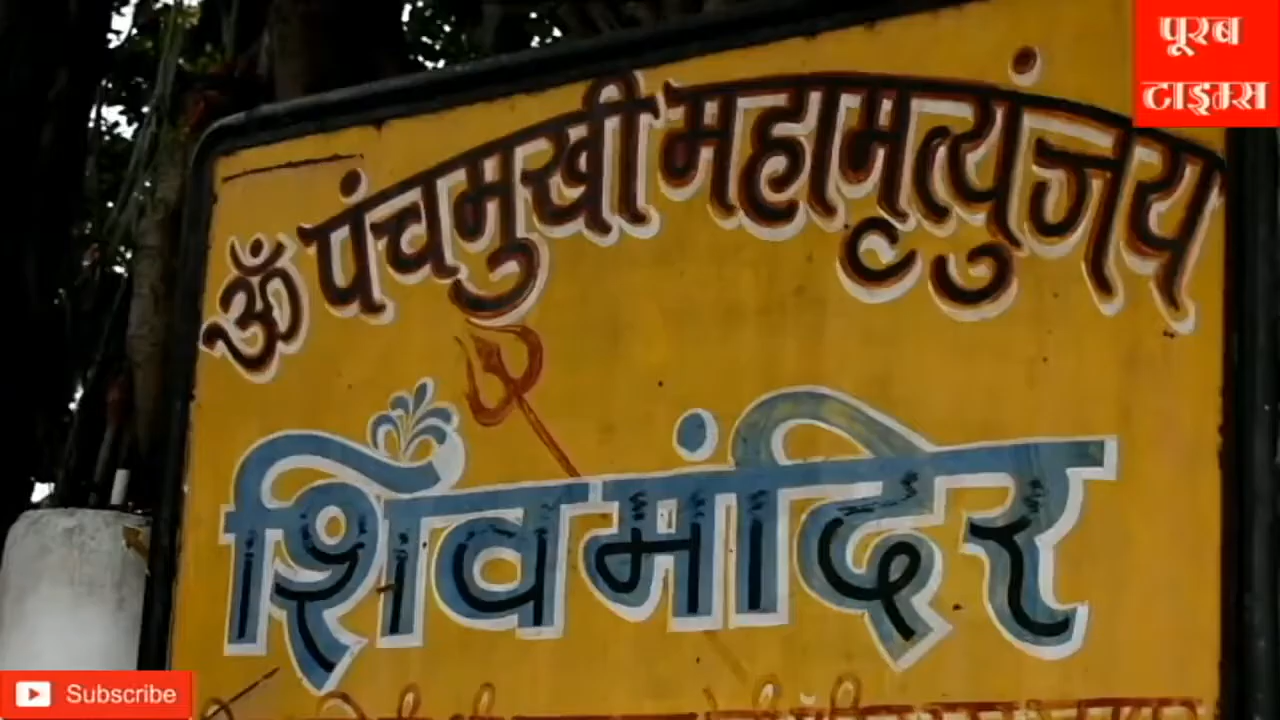 पूरब
टाइम्स
ॐ पंचमुखी महामृत्युंजय
शिव मंदिर
Subscribe